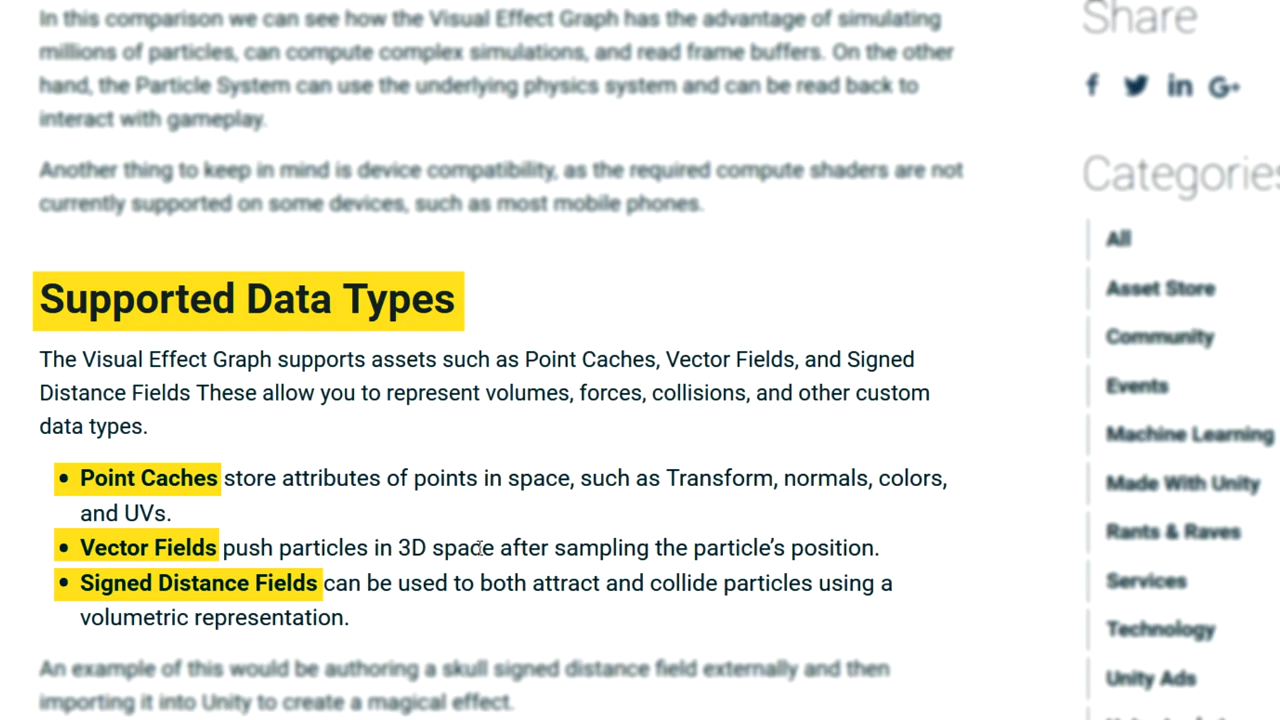 In this comparison we can see how the Visual Effect Graph has the advantage of simulating
millions of particles, can compute complex simulations, and read frame buffers. On the other
hand, the Particle System can use the underlying physics system and can be read back to
interact with gameplay.
Another thing to keep in mind is device compatibility, as the required compute shaders are not
currently supported on some devices, such as most mobile phones.
Supported Data Types
The Visual Effect Graph supports assets such as Point Caches, Vector Fields, and Signed
Distance Fields These allow you to represent volumes, forces, collisions, and other custom
data types.
• Point Caches store attributes of points in space, such as Transform, normals, colors,
and UVs.
• Vector Fields push particles in 3D space after sampling the particle’s position.
• Signed Distance Fields can be used to both attract and collide particles using a
volumetric representation.
An example of this would be authoring a skull signed distance field externally and then
importing it into Unity to create a magical effect.
Share
f in G+
Categories
All
Asset Store
Community
Events
Machine Learning
Made With Unity
Rants & Raves
Services
Technology
Unity Ads